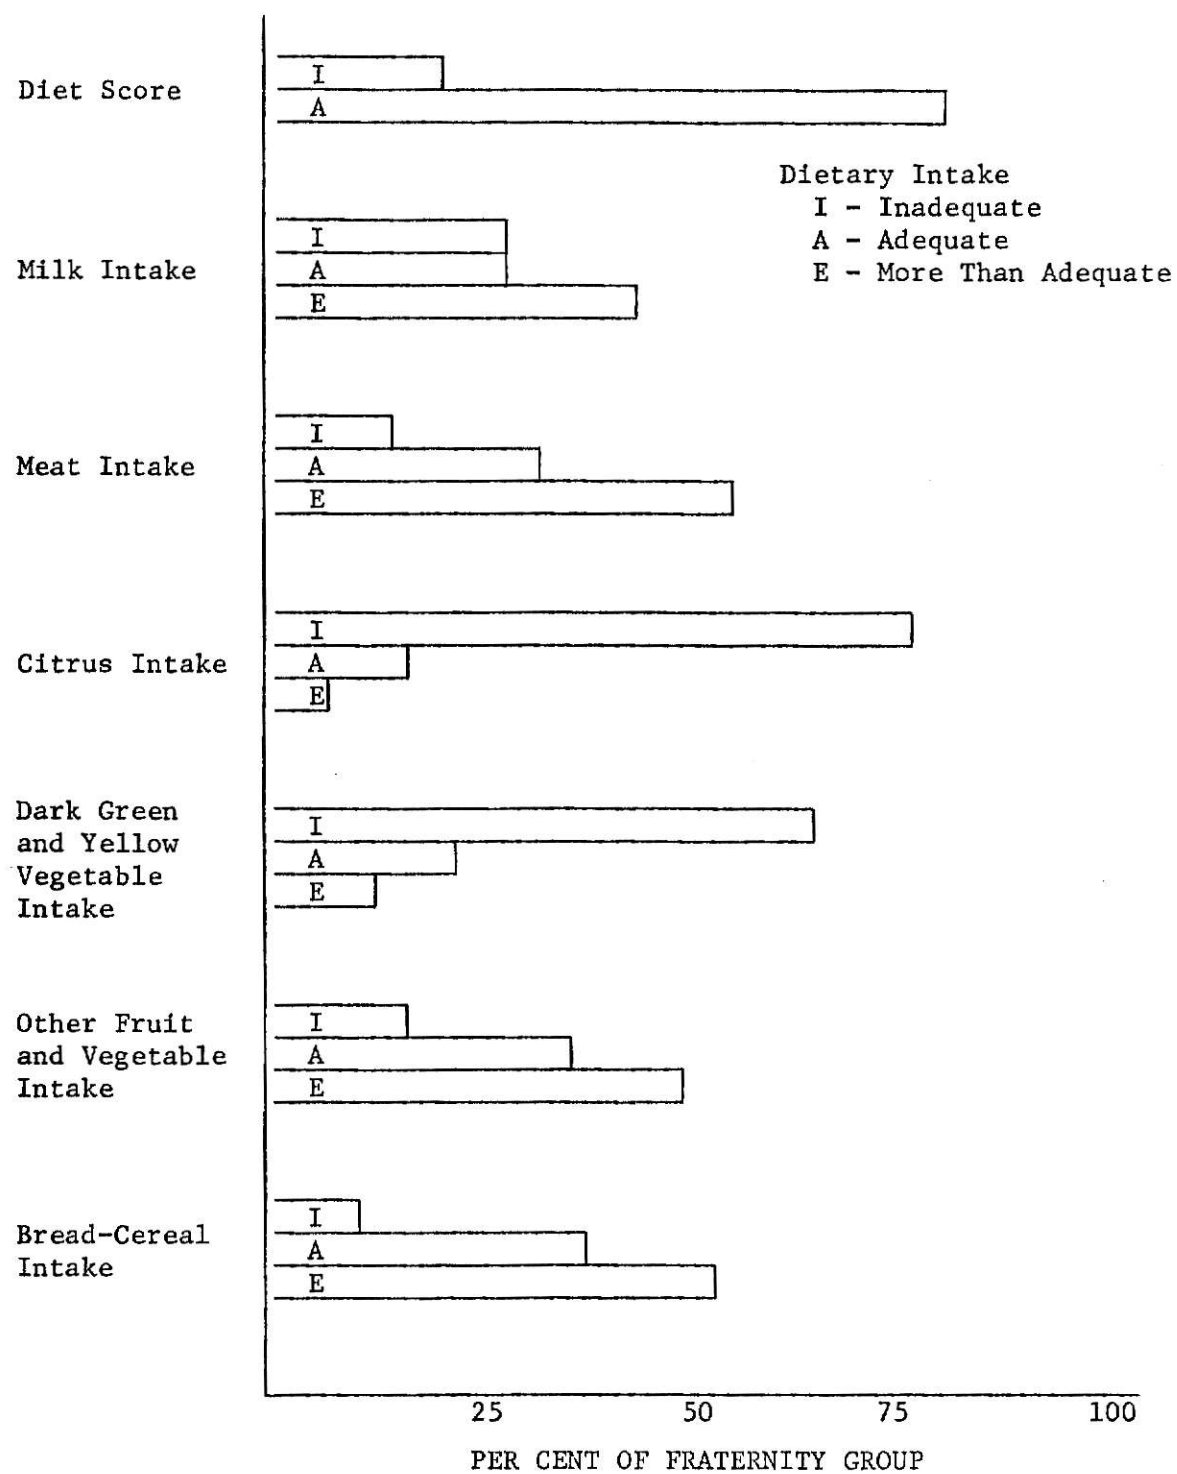 Diet Score
I
A
Dietary Intake
I - Inadequate
A - Adequate
E - More Than Adequate
Milk Intake
I
A
E
Meat Intake
I
A
E
Citrus Intake
I
A
E
Dark Green
and Yellow
Vegetable
Intake
I
A
E
Other Fruit
and Vegetable
Intake
I
A
E
Bread-Cereal
Intake
I
A
E
25 50 75 100
PER CENT OF FRATERNITY GROUP